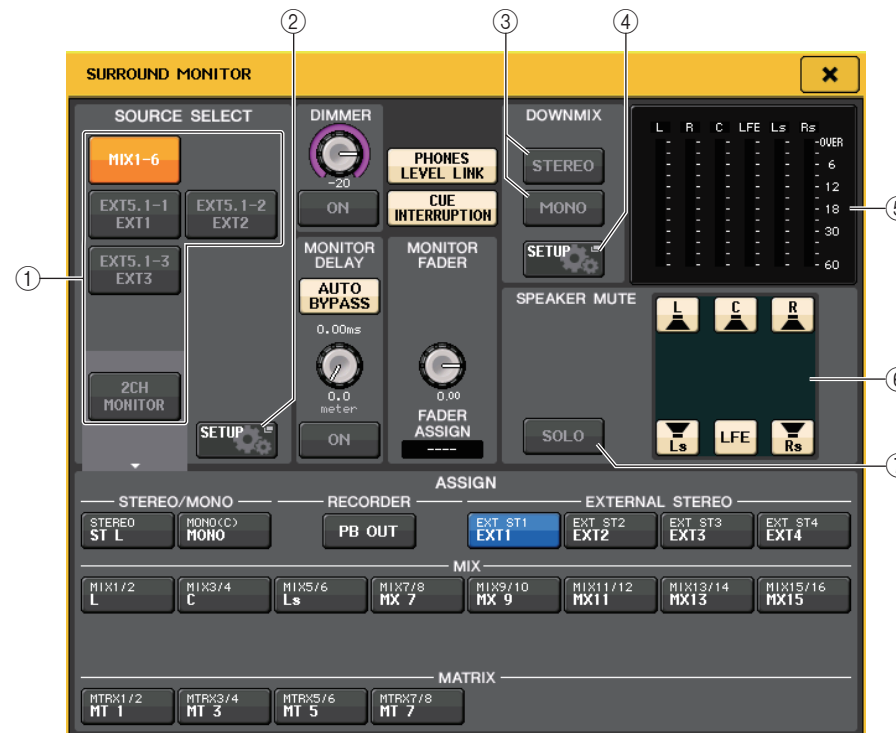 ② ③ ④
SURROUND MONITOR
SOURCE SELECT
MIX1-6
EXT5.1-1
EXT1
EXT5.1-2
EXT2
EXT5.1-3
EXT3
①
2CH
MONITOR
SETUP
DIMMER
-20
ON
PHONES
LEVEL LINK
CUE
INTERRUPTION
MONITOR
DELAY
AUTO
BYPASS
0.00ms
0.0
meter
ON
MONITOR
FADER
0.00
FADER
ASSIGN
----
DOWNMIX
STEREO
MONO
SETUP
L R C LFE Ls Rs
OVER
6
12
18
30
60
⑤
SPEAKER MUTE
L C R
Ls LFE Rs
⑥
SOLO
ASSIGN
STEREO/MONO RECORDER EXTERNAL STEREO
STEREO
ST L
MONO(C)
MONO
PB OUT
EXT ST1
EXT1
EXT ST2
EXT2
EXT ST3
EXT3
EXT ST4
EXT4
MIX
MIX1/2
L
MIX3/4
C
MIX5/6
Ls
MIX7/8
MX 7
MIX9/10
MX 9
MIX11/12
MX11
MIX13/14
MX13
MIX15/16
MX15
MATRIX
MTRX1/2
MT 1
MTRX3/4
MT 3
MTRX5/6
MT 5
MTRX7/8
MT 7